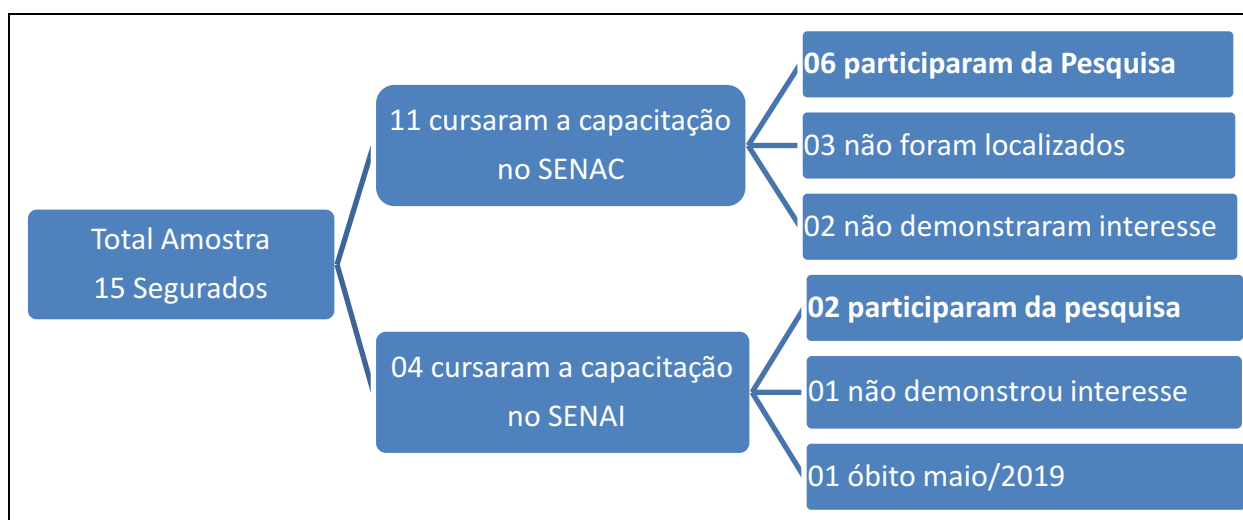 Total Amostra
15 Segurados
11 cursaram a capacitação
no SENAC
06 participaram da Pesquisa
03 não foram localizados
02 não demonstraram interesse
04 cursaram a capacitação
no SENAI
02 participaram da pesquisa
01 não demonstrou interesse
01 óbito maio/2019